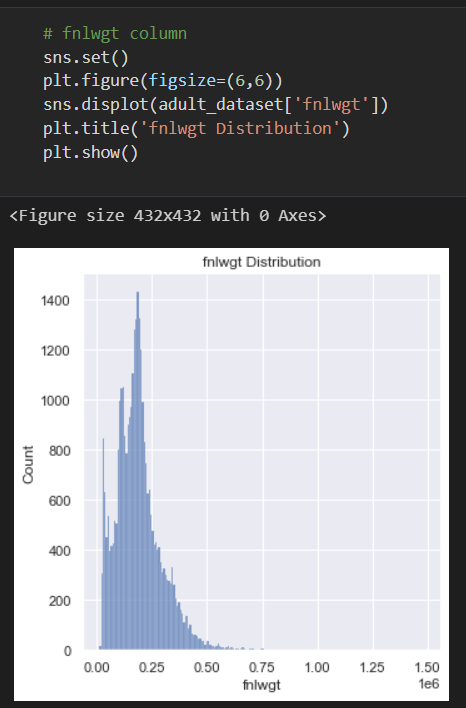 # fnlwgt column
sns.set()
plt.figure(figsize=(6,6))
sns.displot(adult_dataset['fnlwgt'])
plt.title('fnlwgt Distribution')
plt.show()
<Figure size 432x432 with 0 Axes>
fnlwgt Distribution
1400
1200
1000
800
600
400
200
0
Count
0.00 0.25 0.50 0.75 1.00 1.25 1.50
1e6
fnlwgt